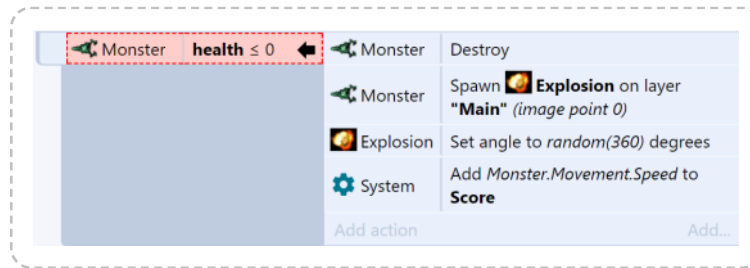 Monster health ≤ 0 Monster Destroy
Monster Spawn Explosion on layer
"Main" (image point 0)
Explosion Set angle to random(360) degrees
System Add Monster.Movement.Speed to
Score
Add action Add...